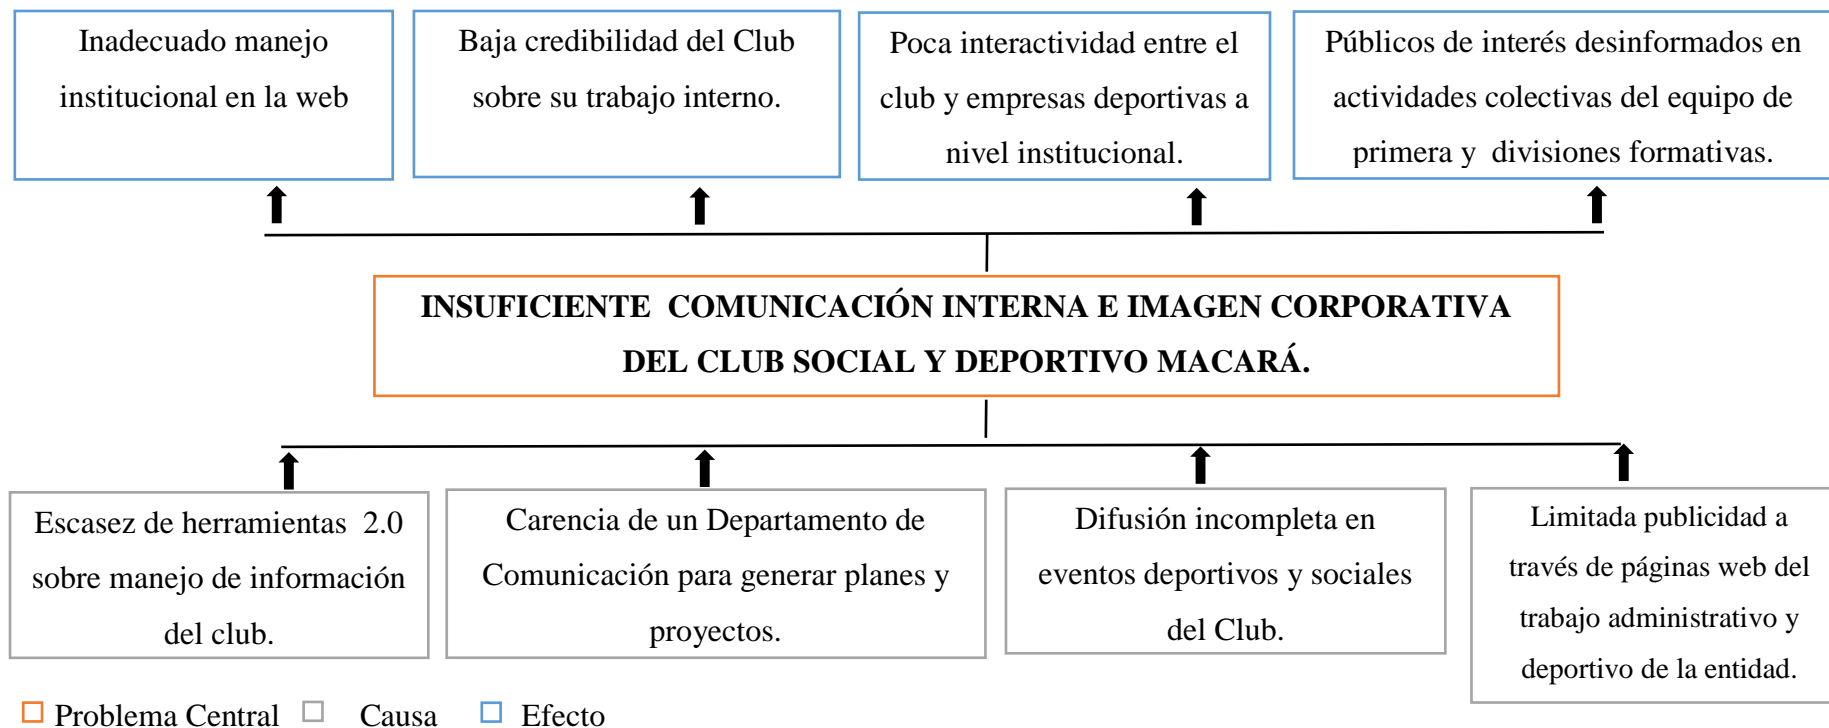 Inadecuado manejo
institucional en la web
Baja credibilidad del Club
sobre su trabajo interno.
Poca interactividad entre el
club y empresas deportivas a
nivel institucional.
Públicos de interés desinformados en
actividades colectivas del equipo de
primera y divisiones formativas.
INSUFICIENTE COMUNICACIÓN INTERNA E IMAGEN CORPORATIVA
DEL CLUB SOCIAL Y DEPORTIVO MACARÁ.
Escasez de herramientas 2.0
sobre manejo de información
del club.
Carencia de un Departamento de
Comunicación para generar planes y
proyectos.
Difusión incompleta en
eventos deportivos y sociales
del Club.
Limitada publicidad a
través de páginas web del
trabajo administrativo y
deportivo de la entidad.
Problema Central Causa Efecto